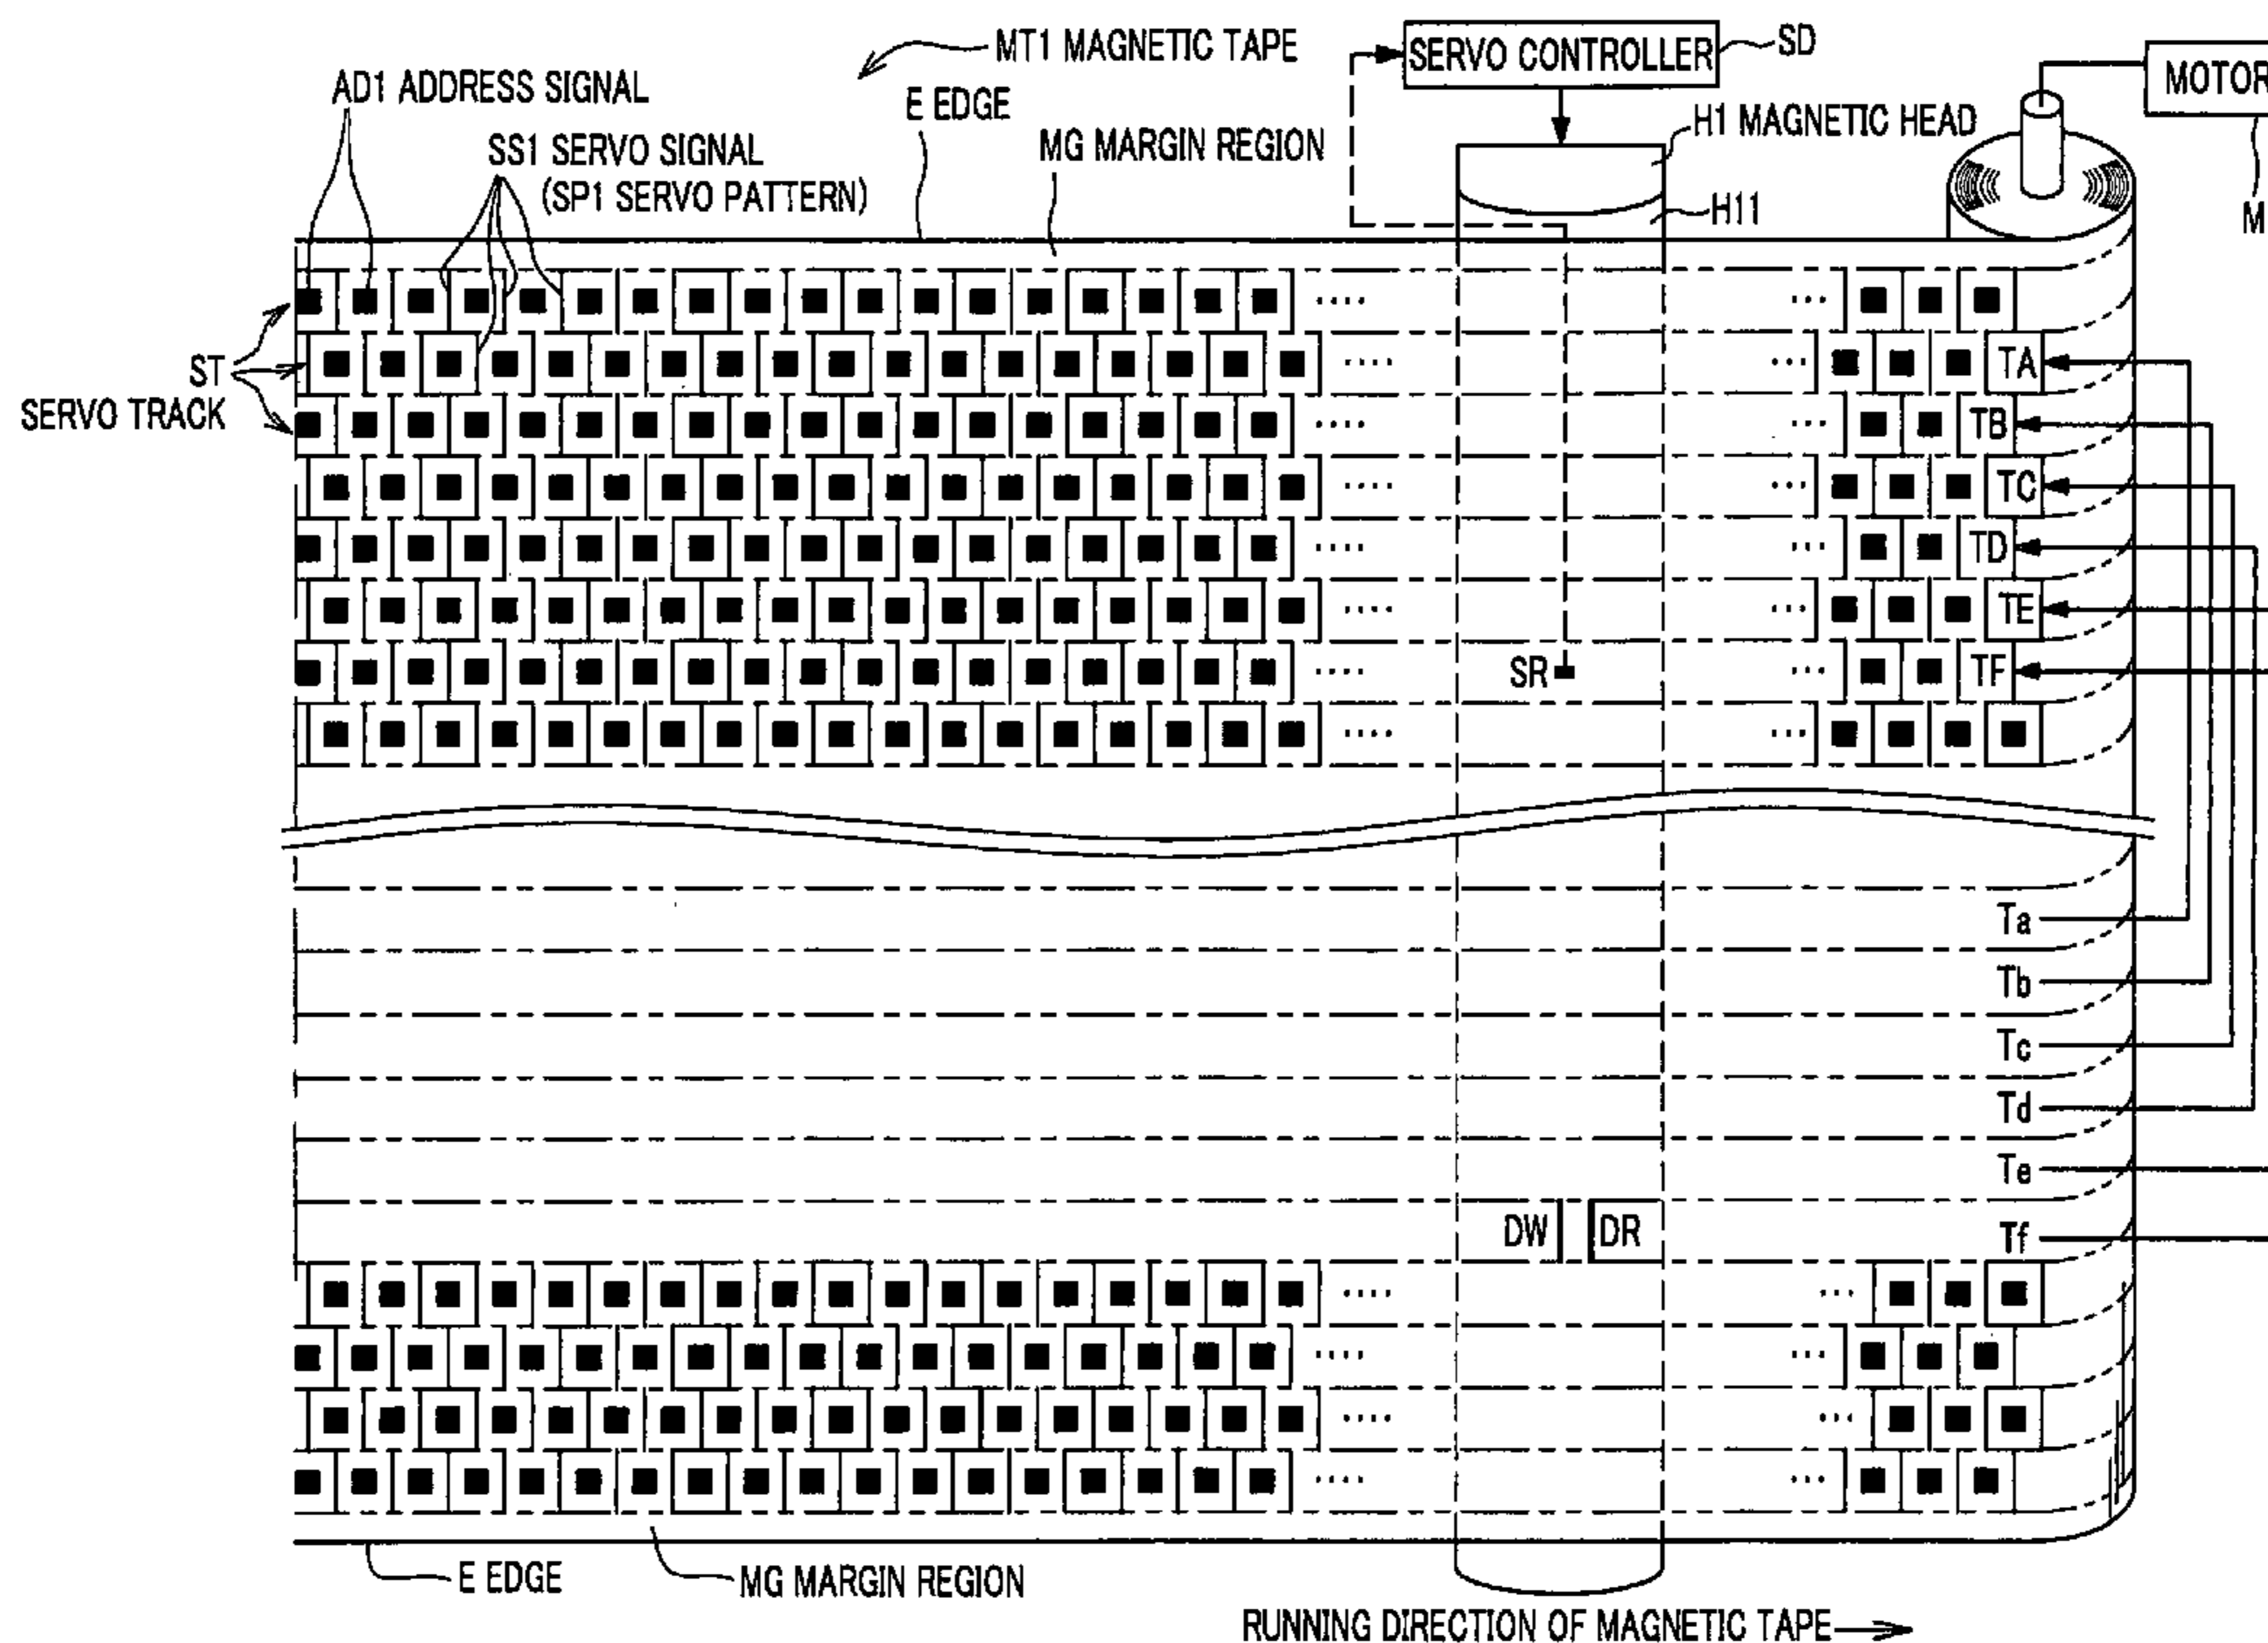 MT1 MAGNETIC TAPE
SERVO CONTROLLER
SD
MOTOR
AD1 ADDRESS SIGNAL
E EDGE
H1 MAGNETIC HEAD
SS1 SERVO SIGNAL
(SP1 SERVO PATTERN)
MG MARGIN REGION
H11
M
ST
SERVO TRACK
TA
TB
TC
TD
TE
SR
TF
Ta
Tb
Tc
Td
Te
DW
DR
Tf
E EDGE
MG MARGIN REGION
RUNNING DIRECTION OF MAGNETIC TAPE